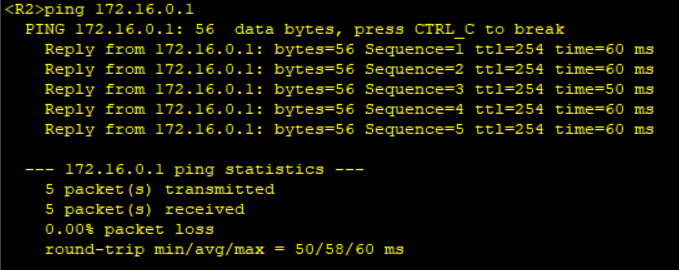 <R2>ping 172.16.0.1
PING 172.16.0.1: 56  data bytes, press CTRL_C to break
Reply from 172.16.0.1: bytes=56 Sequence=1 ttl=254 time=60 ms
Reply from 172.16.0.1: bytes=56 Sequence=2 ttl=254 time=60 ms
Reply from 172.16.0.1: bytes=56 Sequence=3 ttl=254 time=50 ms
Reply from 172.16.0.1: bytes=56 Sequence=4 ttl=254 time=60 ms
Reply from 172.16.0.1: bytes=56 Sequence=5 ttl=254 time=60 ms
--- 172.16.0.1 ping statistics ---
5 packet(s) transmitted
5 packet(s) received
0.00% packet loss
round-trip min/avg/max = 50/58/60 ms